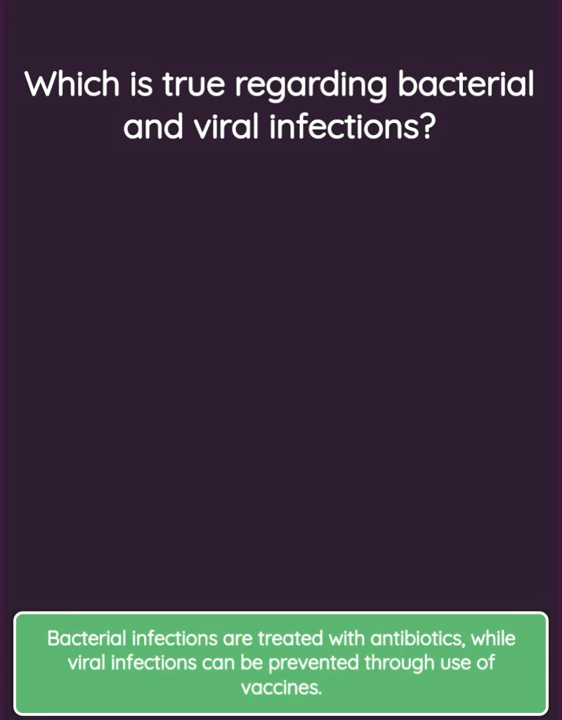 Which is true regarding bacterial
and viral infections?
Bacterial infections are treated with antibiotics, while
viral infections can be prevented through use of
vaccines.